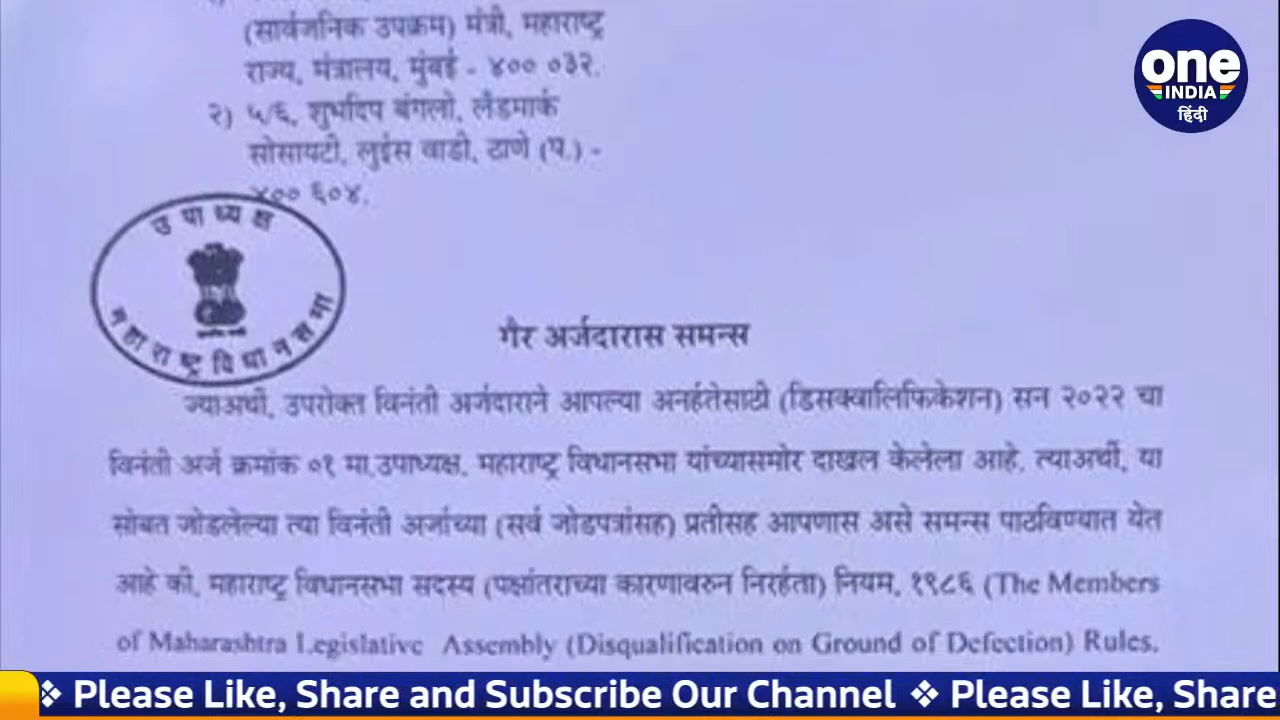 (सार्वजनिक उपक्रम) मंत्री, महाराष्ट्र
राज्य, मंत्रालय, मुंबई - ४०० ०३२.
२) ५/६, शुभदिप बंगलो, लँडमार्क
सोसायटी, लुईस वाडी, ठाणे (प.) -
४०० ६०४.
उपाध्यक्ष
महाराष्ट्र विधानसभा
गैर अर्जदारास समन्स
ज्याअर्थी, उपरोक्त विनंती अर्जदाराने आपल्या अनर्हतेसाठी (डिसक्वालिफिकेशन) सन २०२२ चा
विनंती अर्ज क्रमांक ०१ मा.उपाध्यक्ष, महाराष्ट्र विधानसभा यांच्यासमोर दाखल केलेला आहे. त्याअर्थी, या
सोबत जोडलेल्या त्या विनंती अर्जाच्या (सर्व जोडपत्रांसह) प्रतीसह आपणास असे समन्स पाठविण्यात येत
आहे की, महाराष्ट्र विधानसभा सदस्य (पक्षांतराच्या कारणावरुन निरर्हता) नियम, १९८६ (The Members
of Maharashtra Legislative Assembly (Disqualification on Ground of Defection) Rules,
one
INDIA
हिंदी
❖ Please Like, Share and Subscribe Our Channel ❖ Please Like, Share